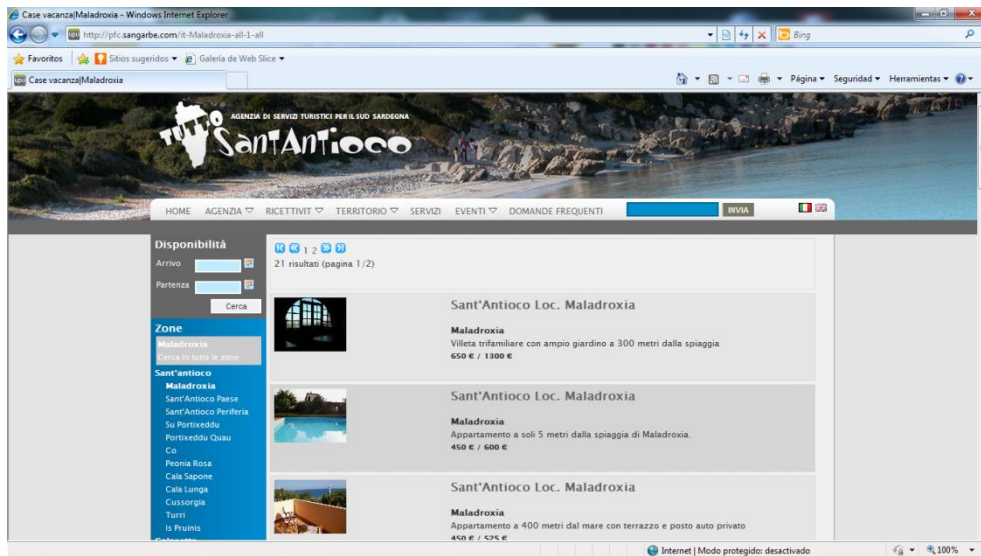 Case vacanza|Maladroxia - Windows Internet Explorer
http://pfc.sangarbe.com/it-Maladroxia-all-1-all
Bing
Favoritos
Sitios sugeridos
Galería de Web Slice
Case vacanza|Maladroxia
Página
Seguridad
Herramientas
AGENZIA DI SERVIZI TURISTICI PER IL SUD SARDEGNA
TUTTO
SANTANTIOCO
HOME AGENZIA RICETTIVIT TERRITORIO SERVIZI EVENTI DOMANDE FREQUENTI INVIA
Disponibilitá
Arrivo
Partenza
Cerca
Zone
Maladroxia
Cerca in tutte le zone
Sant'antioco
Maladroxia
Sant'Antioco Paese
Sant'Antioco Periferia
Su Portixeddu
Portixeddu Quau
Co
Peonia Rosa
Cala Sapone
Cala Lunga
Cussorgia
Turri
Is Pruinis
1 2
21 risultati (pagina 1/2)
Sant'Antioco Loc. Maladroxia
Maladroxia
Villeta trifamiliare con ampio giardino a 300 metri dalla spiaggia
650 € / 1300 €
Sant'Antioco Loc. Maladroxia
Maladroxia
Appartamento a soli 5 metri dalla spiaggia di Maladroxia.
450 € / 600 €
Sant'Antioco Loc. Maladroxia
Maladroxia
Appartamento a 400 metri dal mare con terrazzo e posto auto privato
450 € / 525 €
Internet | Modo protegido: desactivado
100%